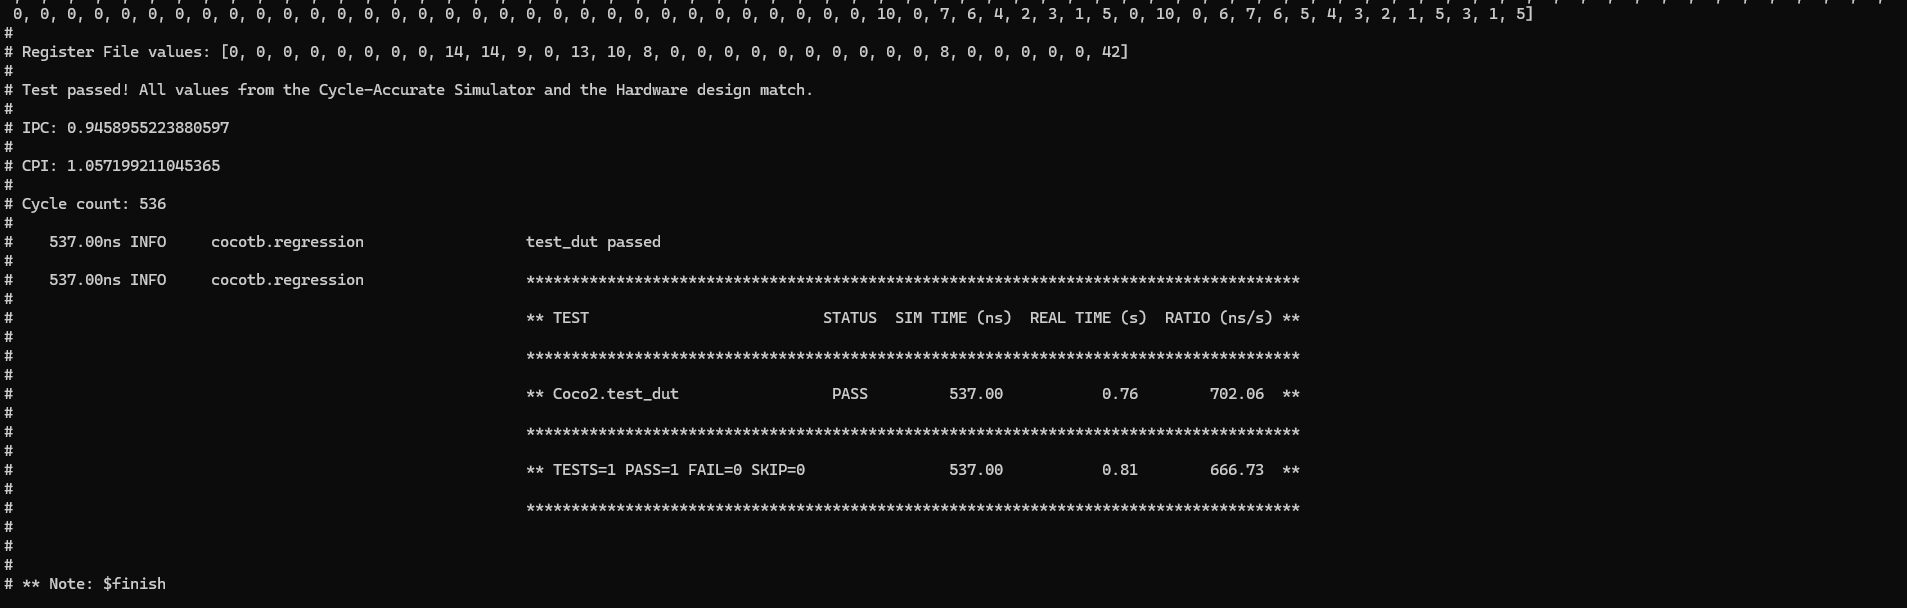 0, 0, 0, 0, 0, 0, 0, 0, 0, 0, 0, 0, 0, 0, 0, 0, 0, 0, 0, 0, 0, 0, 0, 0, 0, 0, 0, 0, 0, 0, 0, 0, 10, 0, 7, 6, 4, 2, 3, 1, 5, 0, 10, 0, 6, 7, 6, 5, 4, 3, 2, 1, 5, 3, 1, 5]
#
# Register File values: [0, 0, 0, 0, 0, 0, 0, 0, 14, 14, 9, 0, 13, 10, 8, 0, 0, 0, 0, 0, 0, 0, 0, 0, 0, 8, 0, 0, 0, 0, 0, 42]
#
# Test passed! All values from the Cycle-Accurate Simulator and the Hardware design match.
#
# IPC: 0.9458955223880597
#
# CPI: 1.057199211045365
#
# Cycle count: 536
#
# 537.00ns INFO cocotb.regression test_dut passed
#
# 537.00ns INFO cocotb.regression **************************************************************************************
#
# ** TEST STATUS SIM TIME (ns) REAL TIME (s) RATIO (ns/s) **
#
# **************************************************************************************
#
# ** Coco2.test_dut PASS 537.00 0.76 702.06 **
#
# **************************************************************************************
#
# ** TESTS=1 PASS=1 FAIL=0 SKIP=0 537.00 0.81 666.73 **
#
# **************************************************************************************
#
#
#
# ** Note: $finish